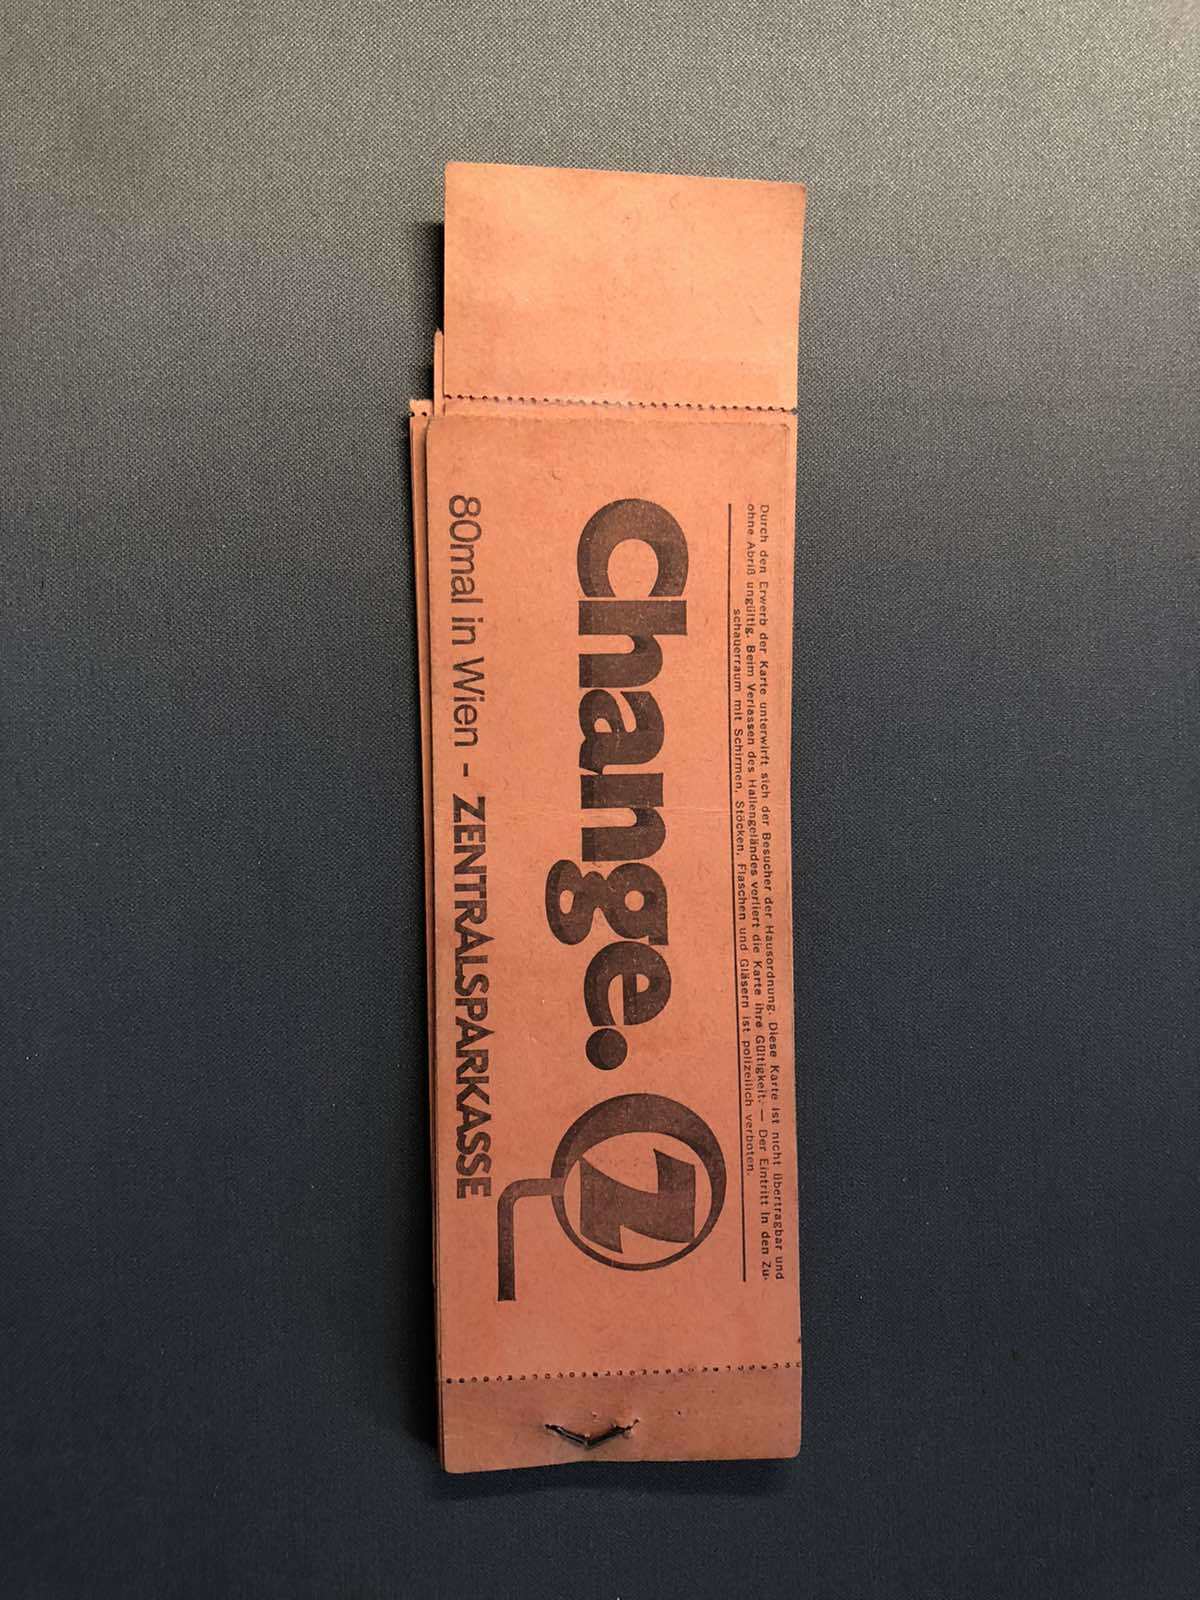 Durch den Erwerb der Karte unterwirft sich der Besucher der Hausordnung. Diese Karte ist nicht übertragbar und
ohne Abriß ungültig. Beim Verlassen des Hallengeländes verliert die Karte ihre Gültigkeit. — Der Eintritt in den Zu-
schauerraum mit Schirmen, Stöcken, Flaschen und Gläsern ist polizeilich verboten.
Change. Z
80mal in Wien - ZENTRALSPARKASSE